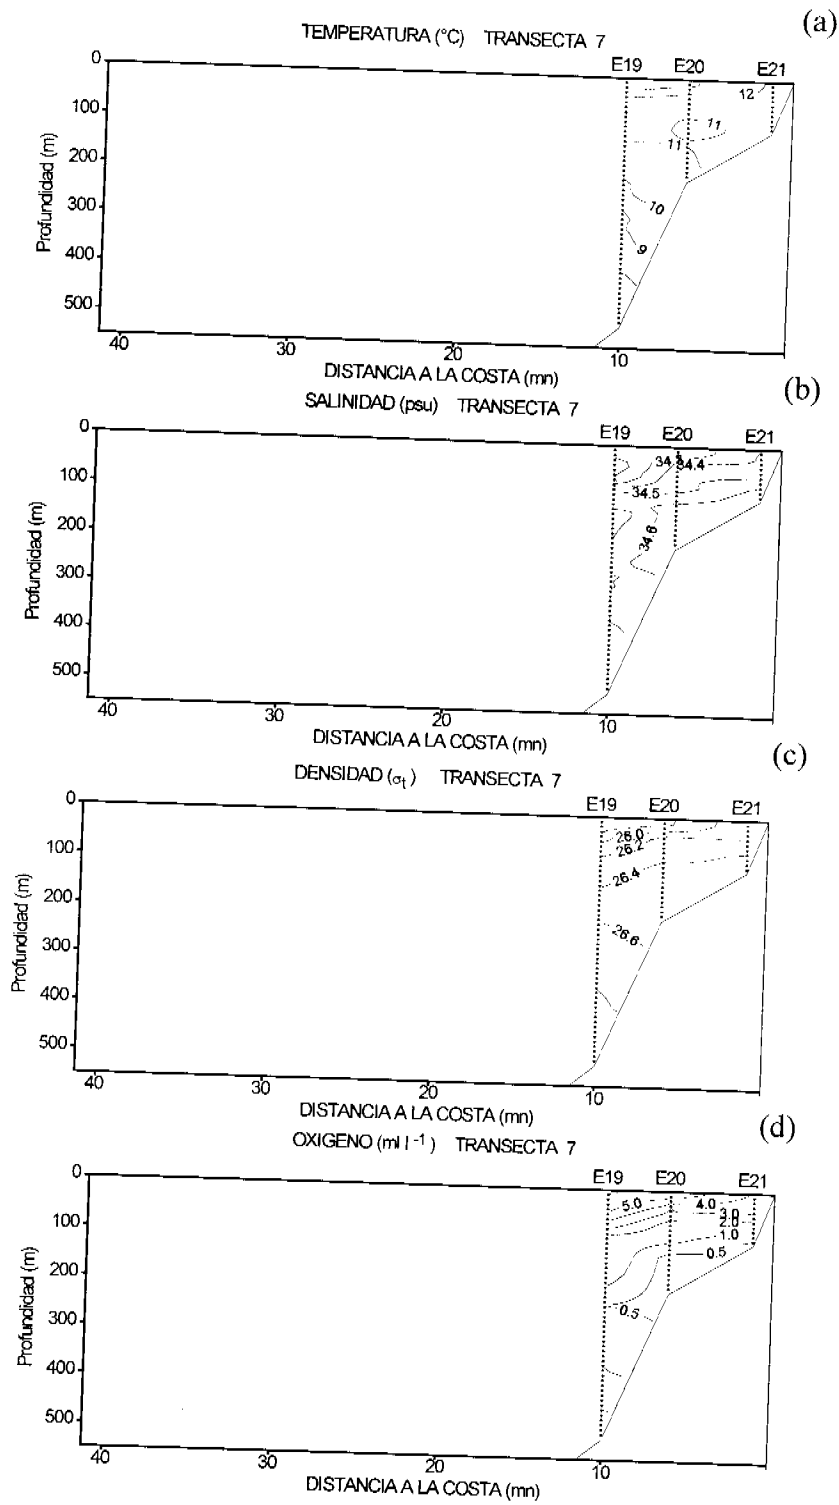 (a)
TEMPERATURA (°C) TRANSECTA 7
E19 E20 E21
0
100
200
300
400
500
Profundidad (m)
12
11
11
10
9
40 30 20 10
DISTANCIA A LA COSTA (mn)
(b)
SALINIDAD (psu) TRANSECTA 7
E19 E20 E21
0
100
200
300
400
500
Profundidad (m)
34.4
34.5
34.6
40 30 20 10
DISTANCIA A LA COSTA (mn)
(c)
DENSIDAD (σt) TRANSECTA 7
E19 E20 E21
0
100
200
300
400
500
Profundidad (m)
26.0
26.2
26.4
26.6
40 30 20 10
DISTANCIA A LA COSTA (mn)
(d)
OXIGENO (ml l⁻¹) TRANSECTA 7
E19 E20 E21
0
100
200
300
400
500
Profundidad (m)
5.0 4.0
3.0
2.0
1.0
0.5
0.5
40 30 20 10
DISTANCIA A LA COSTA (mn)